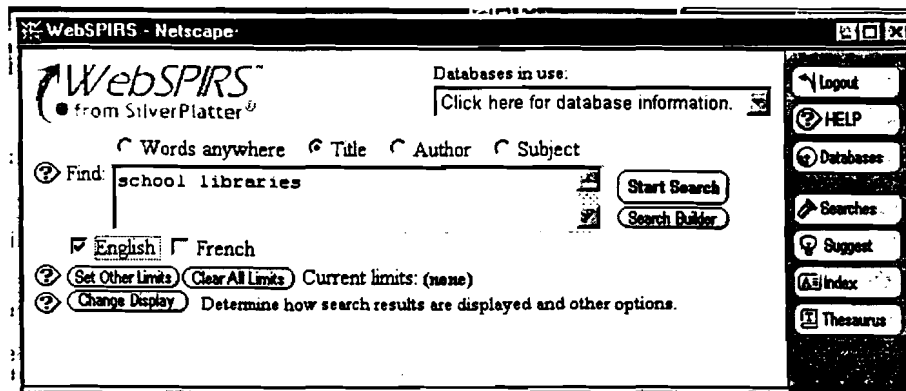 WebSPIRS - Netscape
WebSPIRS™
from SilverPlatter®
Databases in use:
Click here for database information.
Words anywhere Title Author Subject
Find: school libraries
Start Search
Search Builder
English French
Set Other Limits Clear All Limits Current limits: (none)
Change Display Determine how search results are displayed and other options.
Logout
HELP
Databases
Searches
Suggest
Index
Thesaurus